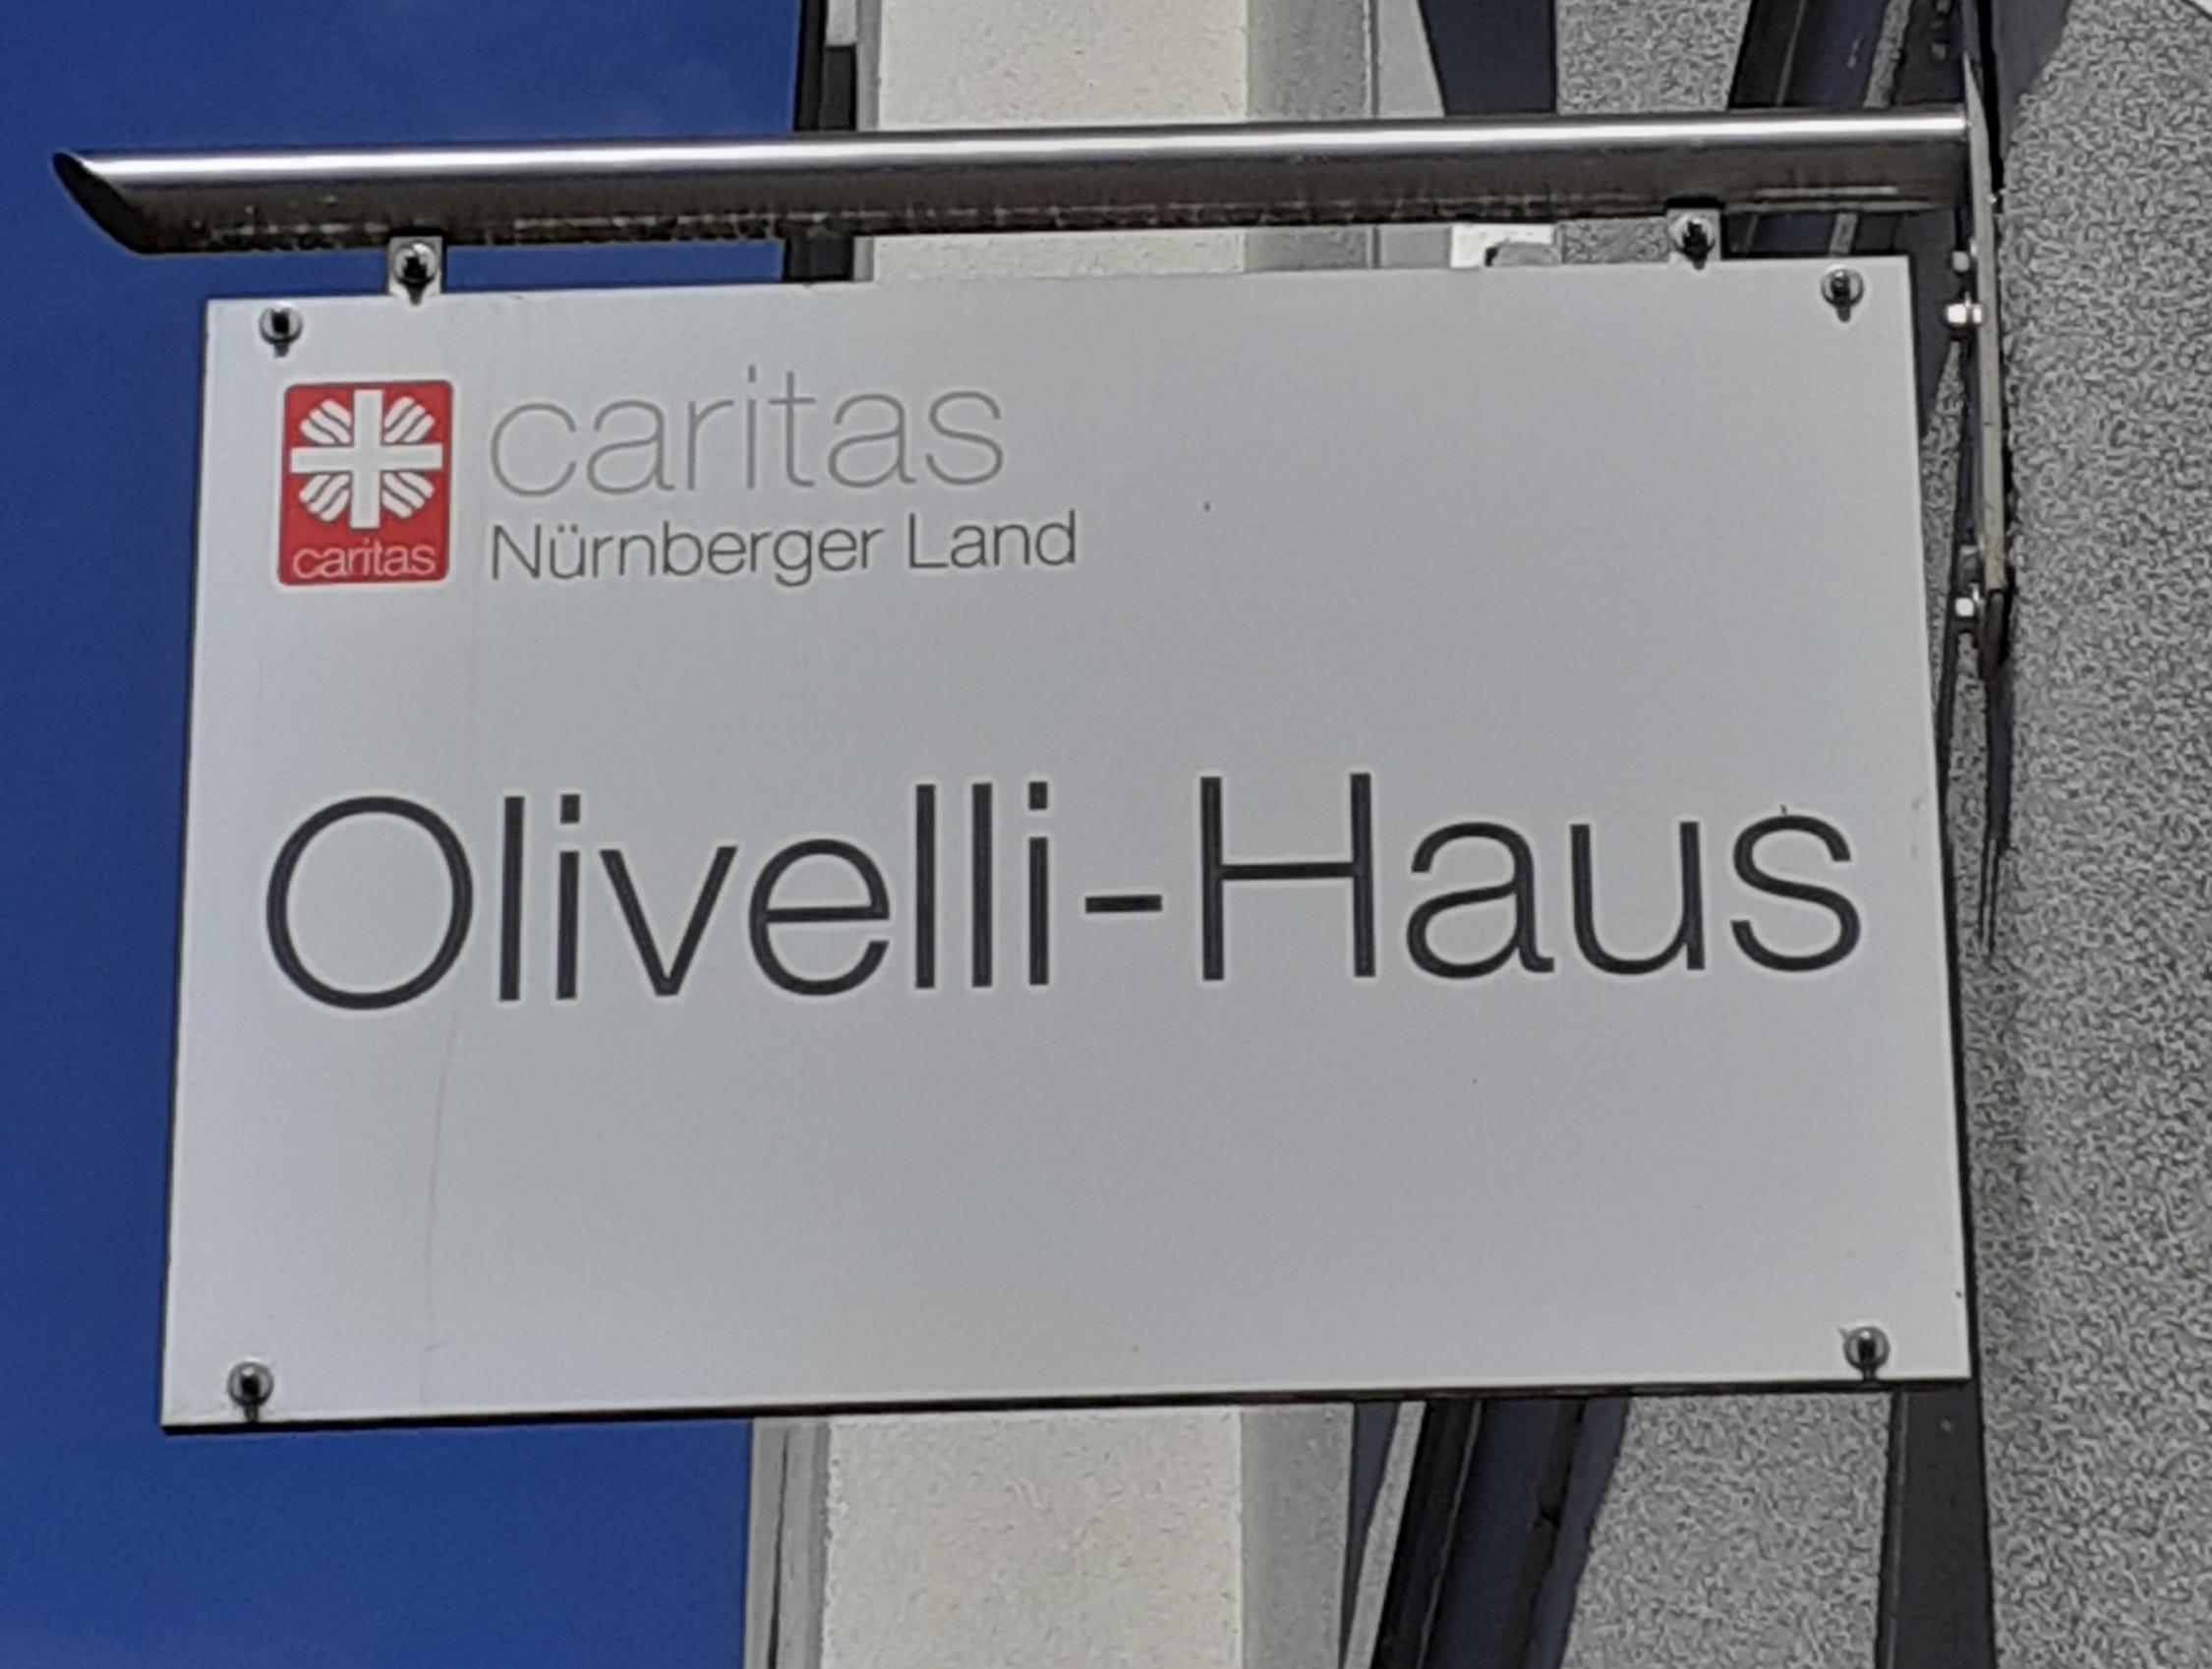 caritas
caritas
Nürnberger Land
Olivelli-Haus